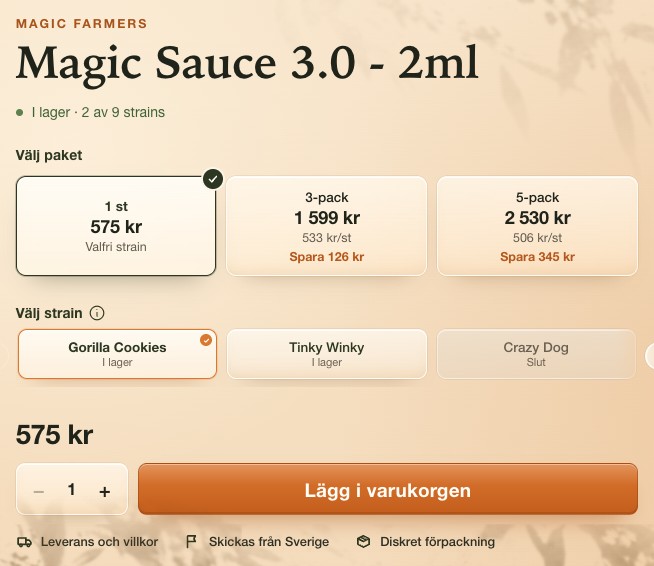 MAGIC FARMERS
Magic Sauce 3.0 - 2ml
I lager · 2 av 9 strains
Välj paket
1 st
575 kr
Valfri strain
3-pack
1 599 kr
533 kr/st
Spara 126 kr
5-pack
2 530 kr
506 kr/st
Spara 345 kr
Välj strain
Gorilla Cookies
I lager
Tinky Winky
I lager
Crazy Dog
Slut
575 kr
− 1 +
Lägg i varukorgen
Leverans och villkor
Skickas från Sverige
Diskret förpackning